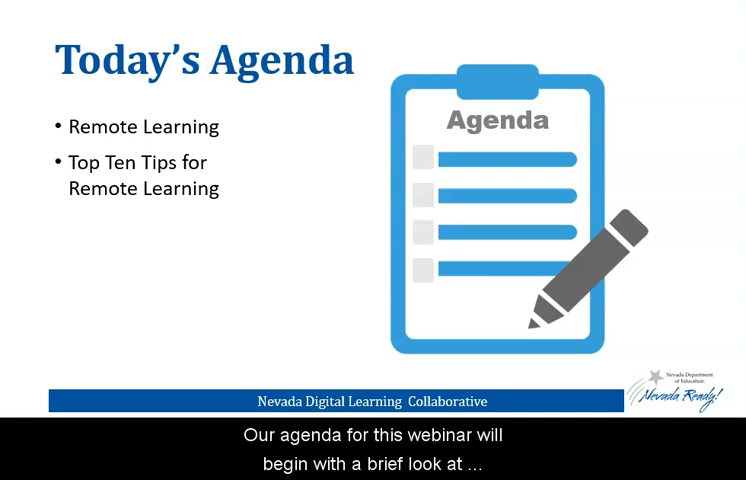 Today's Agenda
• Remote Learning
• Top Ten Tips for
Remote Learning
Agenda
Nevada Digital Learning Collaborative
Nevada Department
of Education
Nevada Ready!
Our agenda for this webinar will
begin with a brief look at ...